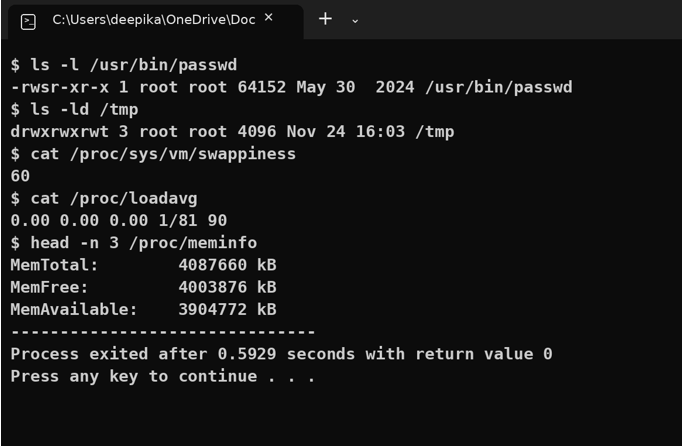 C:\Users\deepika\OneDrive\Doc
$ ls -l /usr/bin/passwd
-rwsr-xr-x 1 root root 64152 May 30  2024 /usr/bin/passwd
$ ls -ld /tmp
drwxrwxrwt 3 root root 4096 Nov 24 16:03 /tmp
$ cat /proc/sys/vm/swappiness
60
$ cat /proc/loadavg
0.00 0.00 0.00 1/81 90
$ head -n 3 /proc/meminfo
MemTotal:        4087660 kB
MemFree:         4003876 kB
MemAvailable:    3904772 kB
-------------------------------
Process exited after 0.5929 seconds with return value 0
Press any key to continue . . .